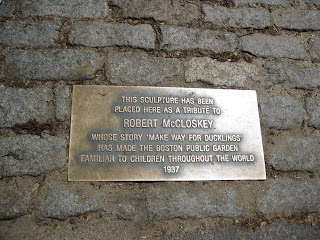 THIS SCULPTURE HAS BEEN
PLACED HERE AS A TRIBUTE TO
ROBERT McCLOSKEY,
WHOSE STORY "MAKE WAY FOR DUCKLINGS"
HAS MADE THE BOSTON PUBLIC GARDEN
FAMILIAR TO CHILDREN THROUGHOUT THE WORLD
1987